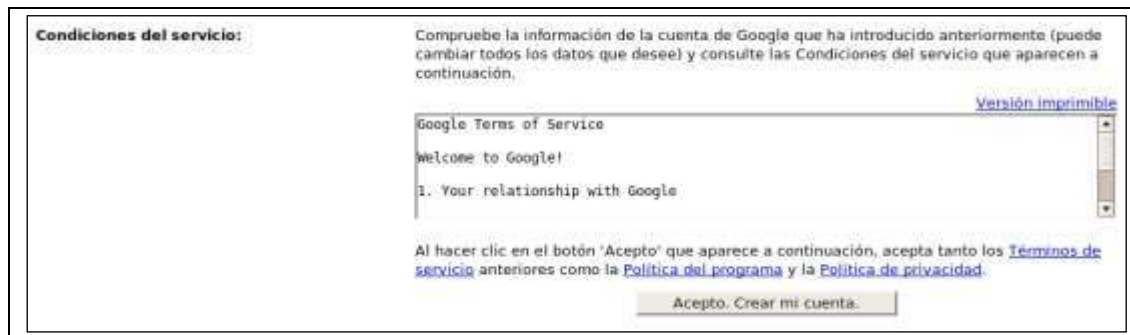 Condiciones del servicio:
Compruebe la información de la cuenta de Google que ha introducido anteriormente (puede
cambiar todos los datos que desee) y consulte las Condiciones del servicio que aparecen a
continuación.
Versión imprimible
Google Terms of Service
Welcome to Google!
1. Your relationship with Google
Al hacer clic en el botón 'Acepto' que aparece a continuación, acepta tanto los Términos de
servicio anteriores como la Política del programa y la Política de privacidad.
Acepto. Crear mi cuenta.